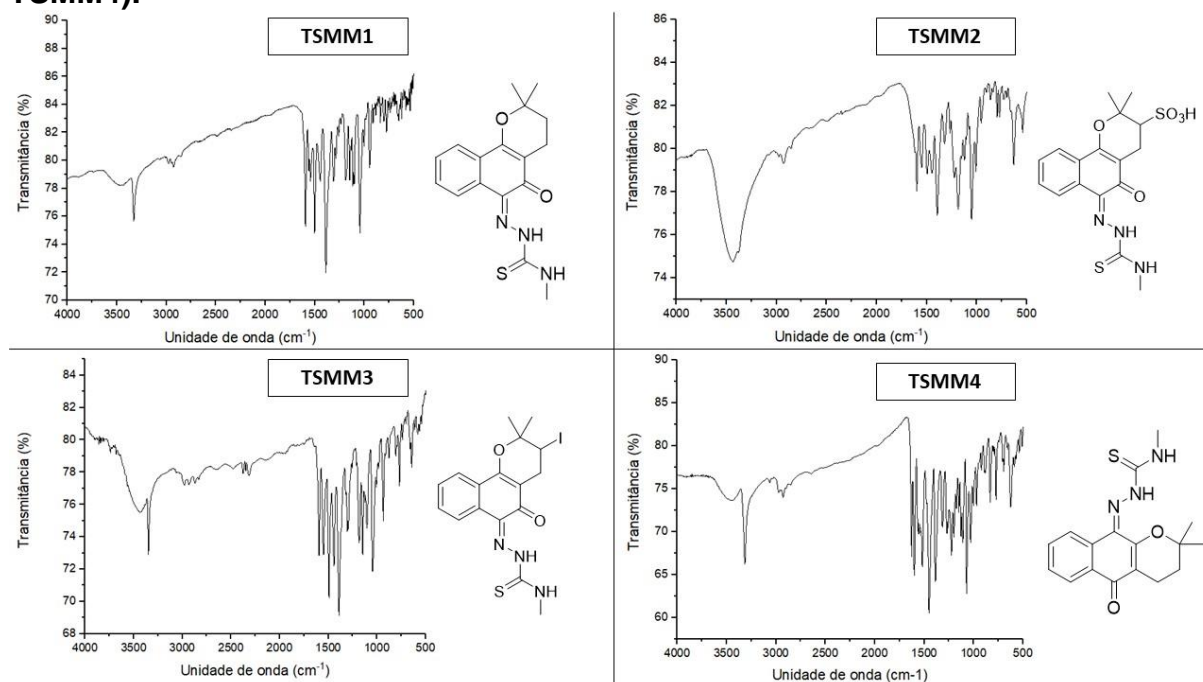 TSMM4).
TSMM1
Transmitância (%)
90
88
86
84
82
80
78
76
74
72
70
4000
3500
3000
2500
2000
1500
1000
500
Unidade de onda (cm-1)
O
O
N
NH
S
NH
TSMM2
Transmitância (%)
86
84
82
80
78
76
74
4000
3500
3000
2500
2000
1500
1000
500
Unidade de onda (cm-1)
SO3H
O
O
N
NH
S
NH
TSMM3
Transmitância (%)
84
82
80
78
76
74
72
70
68
4000
3500
3000
2500
2000
1500
1000
500
Unidade de onda (cm-1)
I
O
O
N
NH
S
NH
TSMM4
Transmitância (%)
90
85
80
75
70
65
60
4000
3500
3000
2500
2000
1500
1000
500
Unidade de onda (cm-1)
S
NH
N
NH
O
O